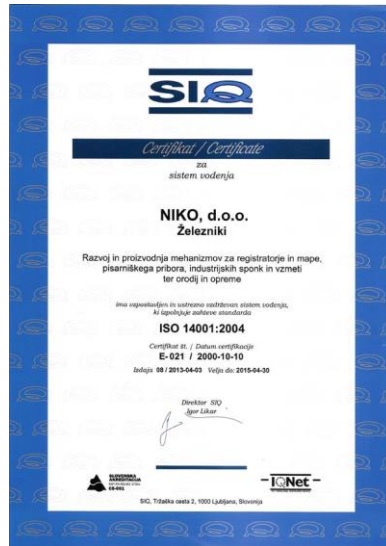 SIQ
Certifikat / Certificate
za
sistem vodenja
NIKO, d.o.o.
Železniki
Razvoj in proizvodnja mehanizmov za registratorje in mape,
pisarniškega pribora, industrijskih sponk in vzmeti
ter orodij in opreme
ima vzpostavljen in ustrezno vzdrževan sistem vodenja,
ki izpolnjuje zahteve standarda
ISO 14001:2004
Certifikat št. / Datum certifikacije
E-021 / 2000-10-10
Izdaja 08 / 2013-04-03 Velja do: 2015-04-30
Direktor SIQ
Igor Likar
SLOVENSKA
AKREDITACIJA
IQNet
SIQ, Tržaška cesta 2, 1000 Ljubljana, Slovenija